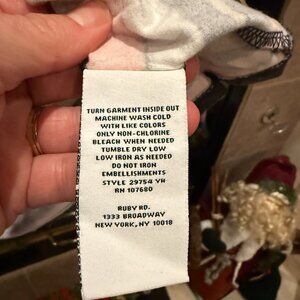 TURN GARMENT INSIDE OUT
MACHINE WASH COLD
WITH LIKE COLORS
ONLY NON-CHLORINE
BLEACH WHEN NEEDED
TUMBLE DRY LOW
LOW IRON AS NEEDED
DO NOT IRON
EMBELLISHMENTS
STYLE 29754 YH
RN 107680
RUBY RD.
1333 BROADWAY
NEW YORK, NY 10018